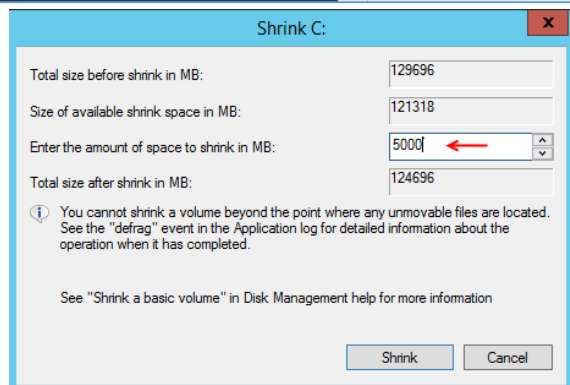 Shrink C:
x
Total size before shrink in MB: 129696
Size of available shrink space in MB: 121318
Enter the amount of space to shrink in MB: 5000
Total size after shrink in MB: 124696
You cannot shrink a volume beyond the point where any unmovable files are located.
See the "defrag" event in the Application log for detailed information about the
operation when it has completed.
See "Shrink a basic volume" in Disk Management help for more information
Shrink Cancel